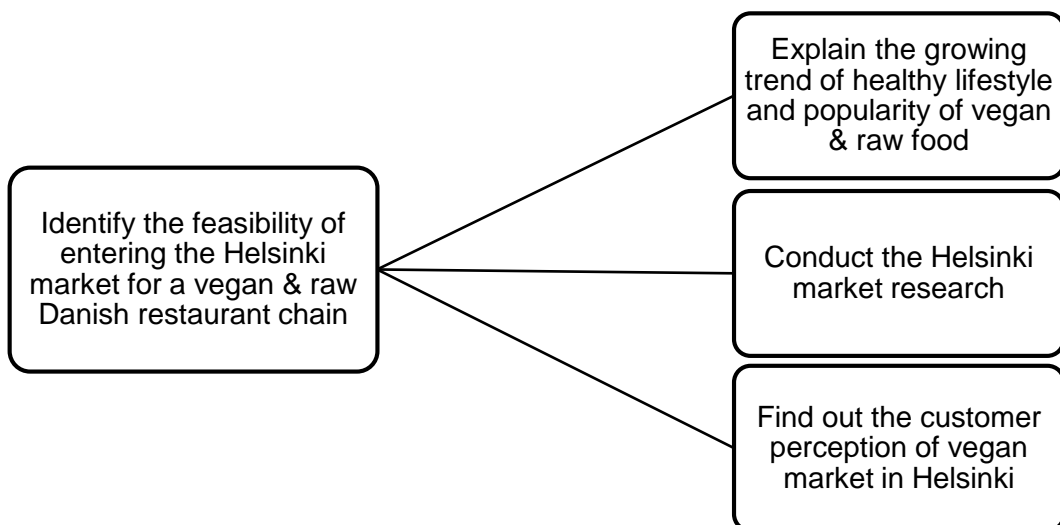 Identify the feasibility of
entering the Helsinki
market for a vegan & raw
Danish restaurant chain
Explain the growing
trend of healthy lifestyle
and popularity of vegan
& raw food
Conduct the Helsinki
market research
Find out the customer
perception of vegan
market in Helsinki